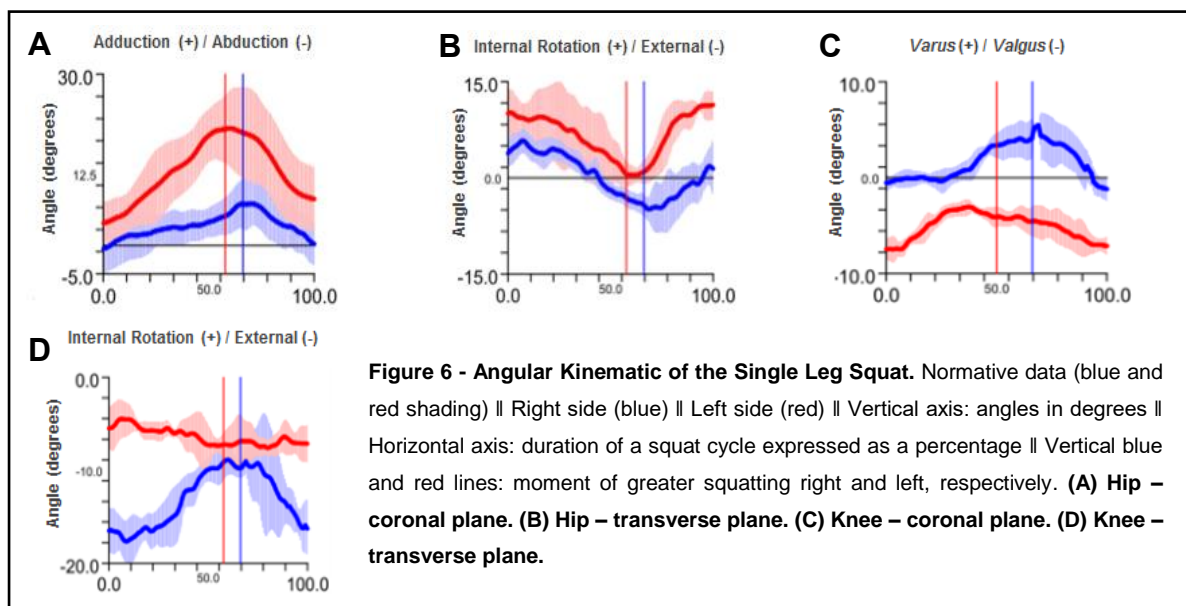 A
Adduction (+) / Abduction (-)
Angle (degrees)
30.0
12.5
-5.0
0.0
50.0
100.0
B
Internal Rotation (+) / External (-)
Angle (degrees)
15.0
0.0
-15.0
0.0
50.0
100.0
C
Varus (+) / Valgus (-)
Angle (degrees)
10.0
0.0
-10.0
0.0
50.0
100.0
D
Internal Rotation (+) / External (-)
Angle (degrees)
0.0
-10.0
-20.0
0.0
50.0
100.0
Figure 6 - Angular Kinematic of the Single Leg Squat. Normative data (blue and
red shading) ll Right side (blue) ll Left side (red) ll Vertical axis: angles in degrees ll
Horizontal axis: duration of a squat cycle expressed as a percentage ll Vertical blue
and red lines: moment of greater squatting right and left, respectively. (A) Hip –
coronal plane. (B) Hip – transverse plane. (C) Knee – coronal plane. (D) Knee –
transverse plane.